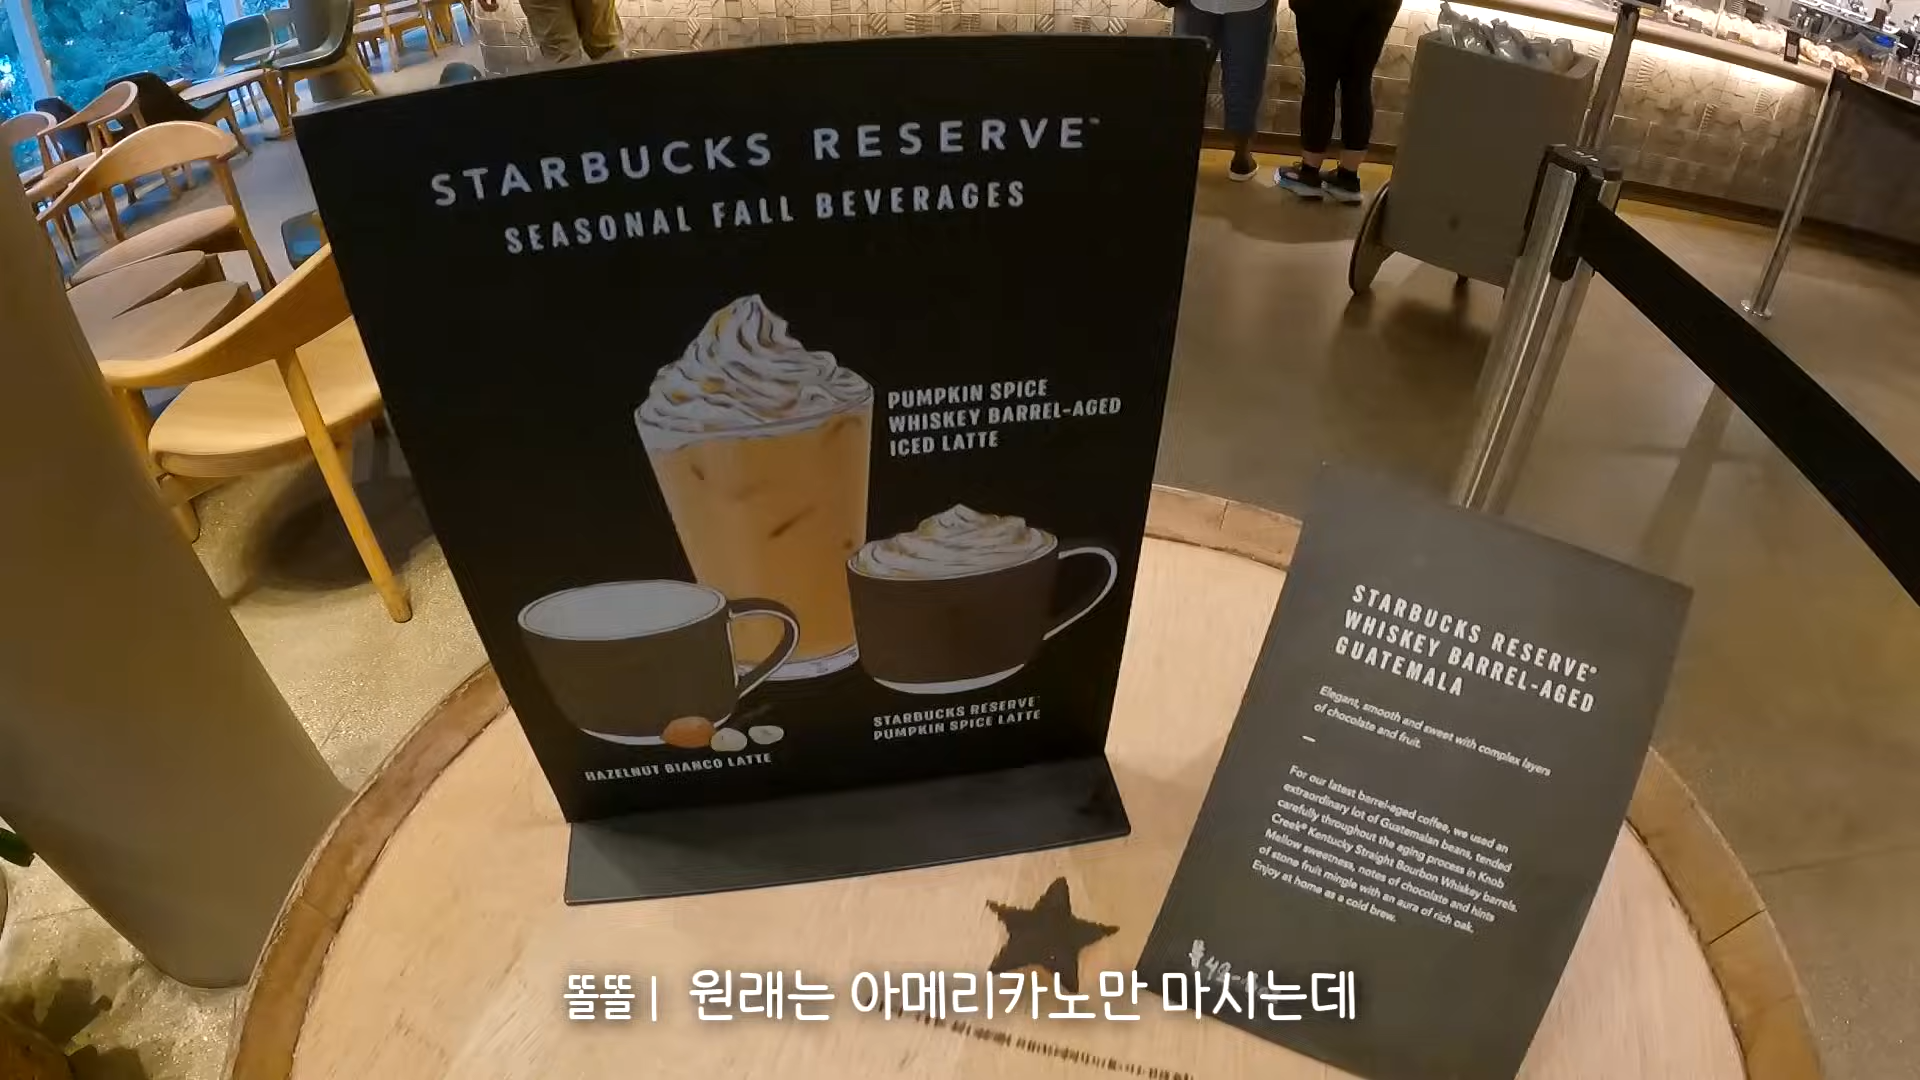 STARBUCKS RESERVE™
SEASONAL FALL BEVERAGES
PUMPKIN SPICE
WHISKEY BARREL-AGED
ICED LATTE
STARBUCKS RESERVE
PUMPKIN SPICE LATTE
HAZELNUT BIANCO LATTE
STARBUCKS RESERVE®
WHISKEY BARREL-AGED
GUATEMALA
Elegant, smooth and sweet with complex layers
of chocolate and fruit.
For our latest barrel-aged coffee, we used an
extraordinary lot of Guatemalan beans, tended
carefully throughout the aging process in Knob
Creek® Kentucky Straight Bourbon Whiskey barrels.
Mellow sweetness, notes of chocolate and hints
of stone fruit mingle with an aura of rich oak.
Enjoy at home as a cold brew.
똘똘 | 원래는 아메리카노만 마시는데